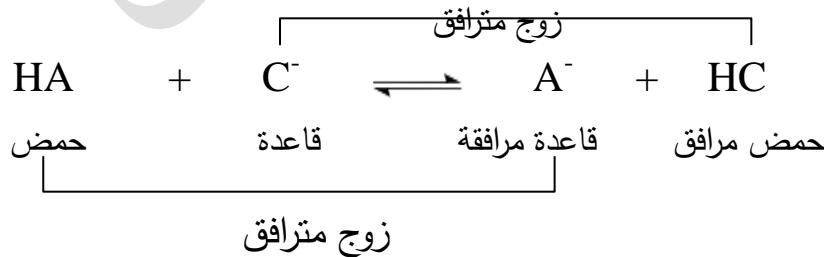 زوج مترافق
HA + C⁻ ⇌ A⁻ + HC
حمض قاعدة قاعدة مرافقة حمض مرافق
زوج مترافق